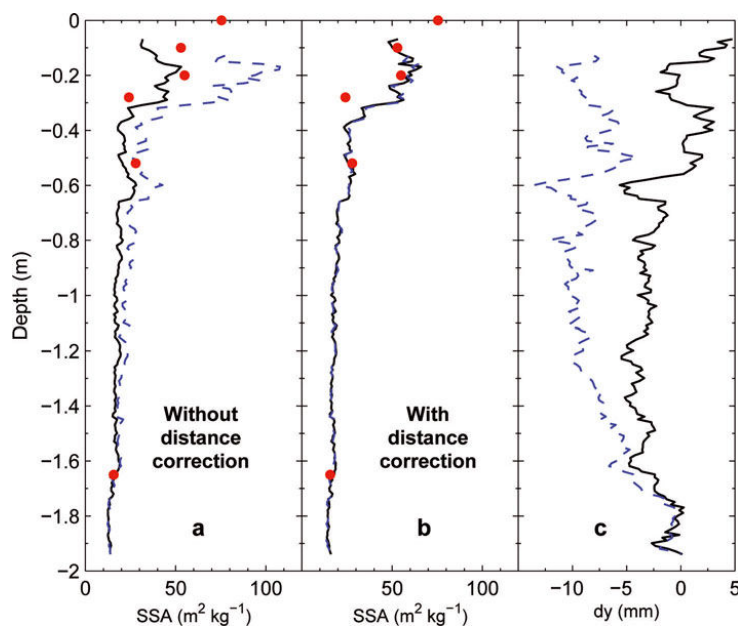 0
−0.2
−0.4
−0.6
−0.8
−1
−1.2
−1.4
−1.6
−1.8
−2
Depth (m)
Without
distance
correction
a
With
distance
correction
b
c
0 50 100
SSA (m² kg⁻¹)
0 50 100
SSA (m² kg⁻¹)
−10 −5 0 5
dy (mm)